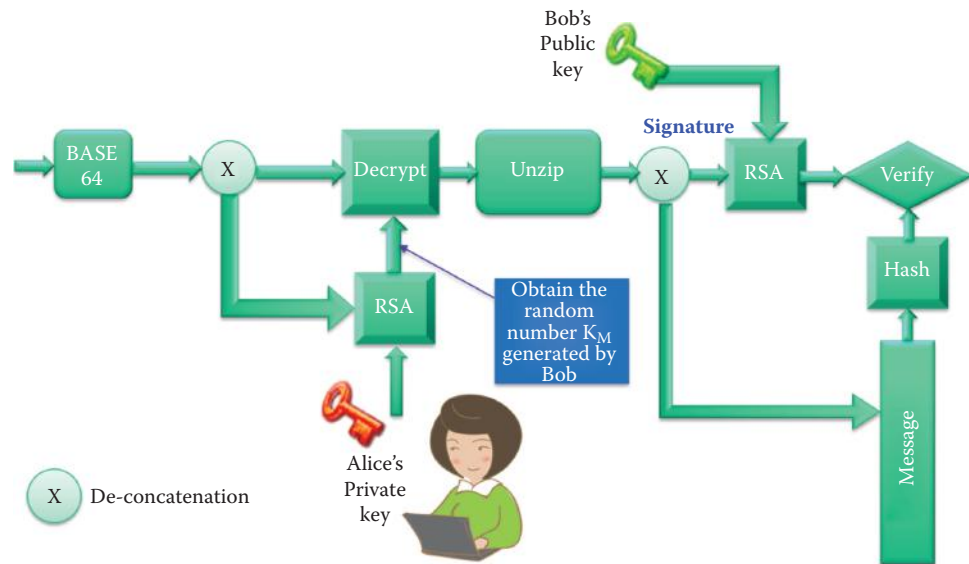 Bob's
Public
key
Signature
BASE
64
X
Decrypt
Unzip
X
RSA
Verify
RSA
Hash
Obtain the
random
number K_M
generated by
Bob
Message
Alice's
Private
key
X De-concatenation